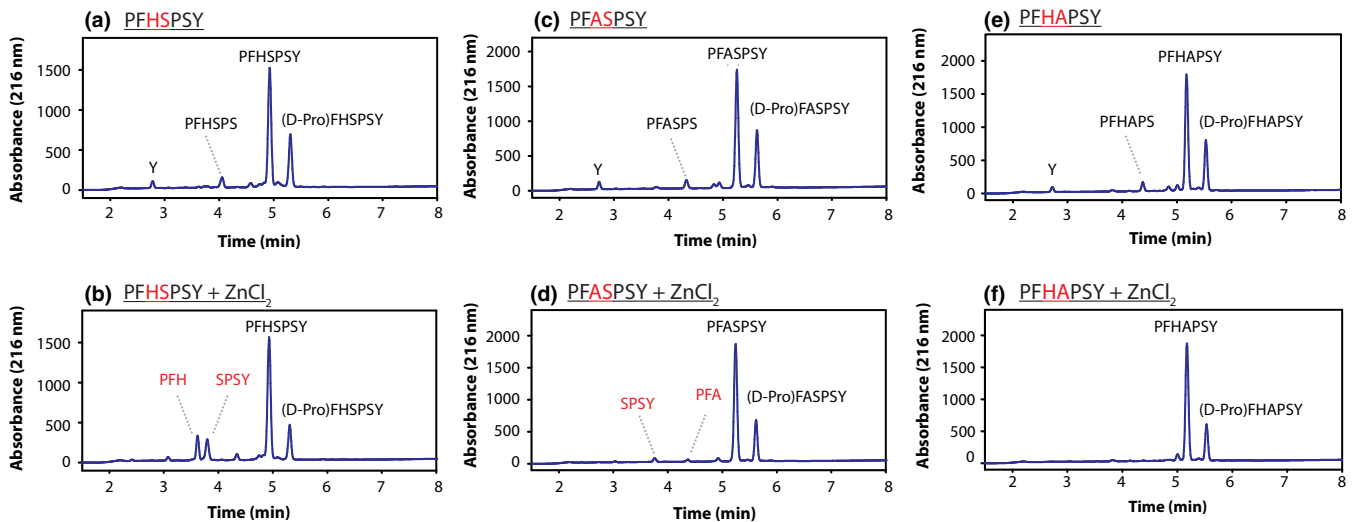 (a) PFHSPSY
Absorbance (216 nm)
1500
1000
500
0
Y
PFHSPS
PFHSPSY
(D-Pro)FHSPSY
2 3 4 5 6 7 8
Time (min)
(c) PFASPSY
Absorbance (216 nm)
2000
1500
1000
500
0
Y
PFASPS
PFASPSY
(D-Pro)FASPSY
2 3 4 5 6 7 8
Time (min)
(e) PFHAPSY
Absorbance (216 nm)
2000
1500
1000
500
0
Y
PFHAPS
PFHAPSY
(D-Pro)FHAPSY
2 3 4 5 6 7 8
Time (min)
(b) PFHSPSY + ZnCl2
Absorbance (216 nm)
1500
1000
500
0
PFH
SPSY
PFHSPSY
(D-Pro)FHSPSY
2 3 4 5 6 7 8
Time (min)
(d) PFASPSY + ZnCl2
Absorbance (216 nm)
2000
1500
1000
500
0
SPSY
PFA
PFASPSY
(D-Pro)FASPSY
2 3 4 5 6 7 8
Time (min)
(f) PFHAPSY + ZnCl2
Absorbance (216 nm)
2000
1500
1000
500
0
PFHAPSY
(D-Pro)FHAPSY
2 3 4 5 6 7 8
Time (min)